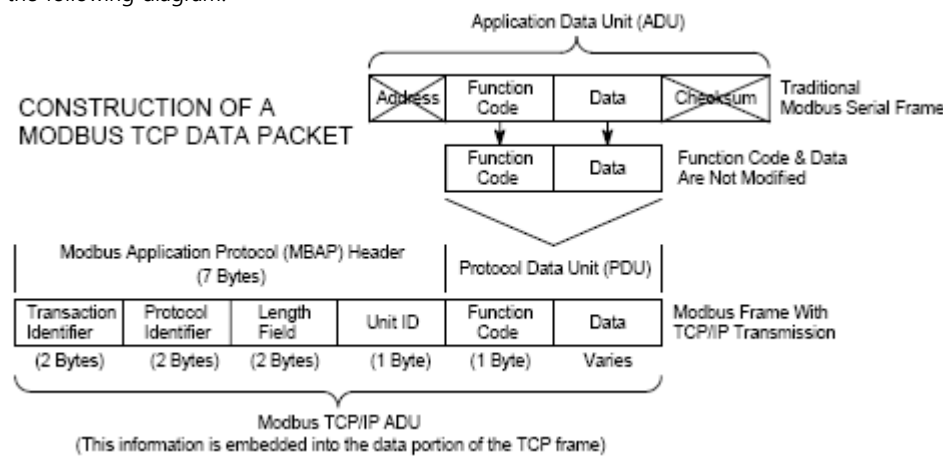 the following diagram.
Application Data Unit (ADU)
CONSTRUCTION OF A
MODBUS TCP DATA PACKET
Address
Function
Code
Data
Checksum
Traditional
Modbus Serial Frame
Function
Code
Data
Function Code & Data
Are Not Modified
Modbus Application Protocol (MBAP) Header
(7 Bytes)
Protocol Data Unit (PDU)
Transaction
Identifier
Protocol
Identifier
Length
Field
Unit ID
Function
Code
Data
Modbus Frame With
TCP/IP Transmission
(2 Bytes)
(2 Bytes)
(2 Bytes)
(1 Byte)
(1 Byte)
Varies
Modbus TCP/IP ADU
(This information is embedded into the data portion of the TCP frame)